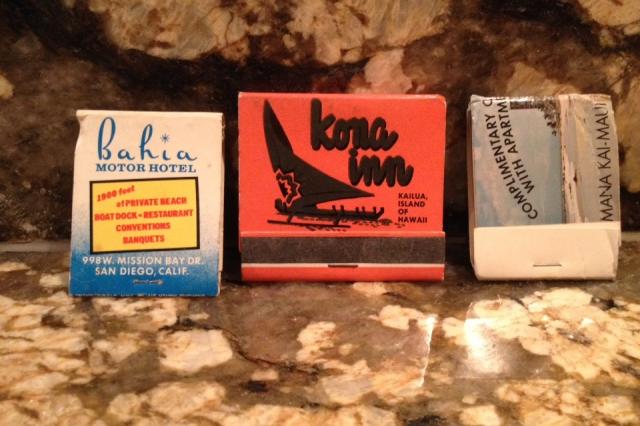 Bahia
MOTOR HOTEL
1900 feet
of PRIVATE BEACH
BOAT DOCK - RESTAURANT
CONVENTIONS
BANQUETS
998 W. MISSION BAY DR.
SAN DIEGO, CALIF.
kona
inn
KAILUA,
ISLAND
OF
HAWAII
COMPLIMENTARY
WITH
MANA KAI-MAUI